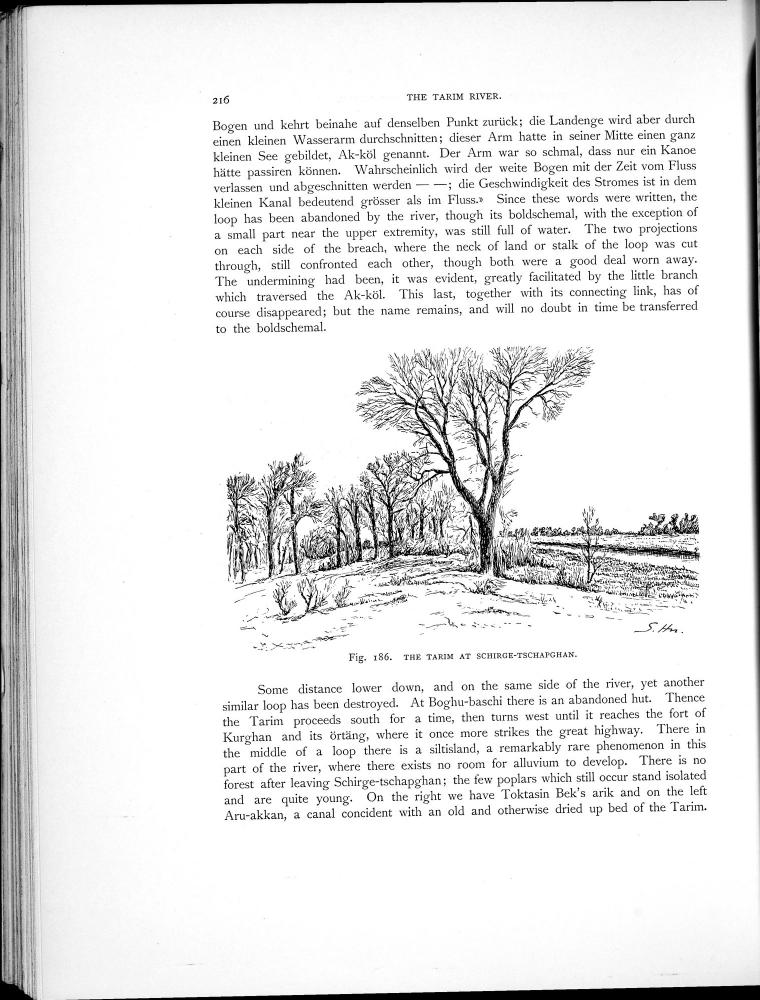 216
THE TARIM RIVER.
Bogen und kehrt beinahe auf denselben Punkt zurück; die Landenge wird aber durch
einen kleinen Wasserarm durchschnitten; dieser Arm hatte in seiner Mitte einen ganz
kleinen See gebildet, Ak-köl genannt. Der Arm war so schmal, dass nur ein Kanoe
hätte passiren können. Wahrscheinlich wird der weite Bogen mit der Zeit vom Fluss
verlassen und abgeschnitten werden — —; die Geschwindigkeit des Stromes ist in dem
kleinen Kanal bedeutend grösser als im Fluss.» Since these words were written, the
loop has been abandoned by the river, though its boldschemal, with the exception of
a small part near the upper extremity, was still full of water. The two projections
on each side of the breach, where the neck of land or stalk of the loop was cut
through, still confronted each other, though both were a good deal worn away.
The undermining had been, it was evident, greatly facilitated by the little branch
which traversed the Ak-köl. This last, together with its connecting link, has of
course disappeared; but the name remains, and will no doubt in time be transferred
to the boldschemal.
S. Hn.
Fig. 186. THE TARIM AT SCHIRGE-TSCHAPGHAN.
Some distance lower down, and on the same side of the river, yet another
similar loop has been destroyed. At Boghu-baschi there is an abandoned hut. Thence
the Tarim proceeds south for a time, then turns west until it reaches the fort of
Kurghan and its örtäng, where it once more strikes the great highway. There in
the middle of a loop there is a siltisland, a remarkably rare phenomenon in this
part of the river, where there exists no room for alluvium to develop. There is no
forest after leaving Schirge-tschapghan; the few poplars which still occur stand isolated
and are quite young. On the right we have Toktasin Bek's arik and on the left
Aru-akkan, a canal concident with an old and otherwise dried up bed of the Tarim.